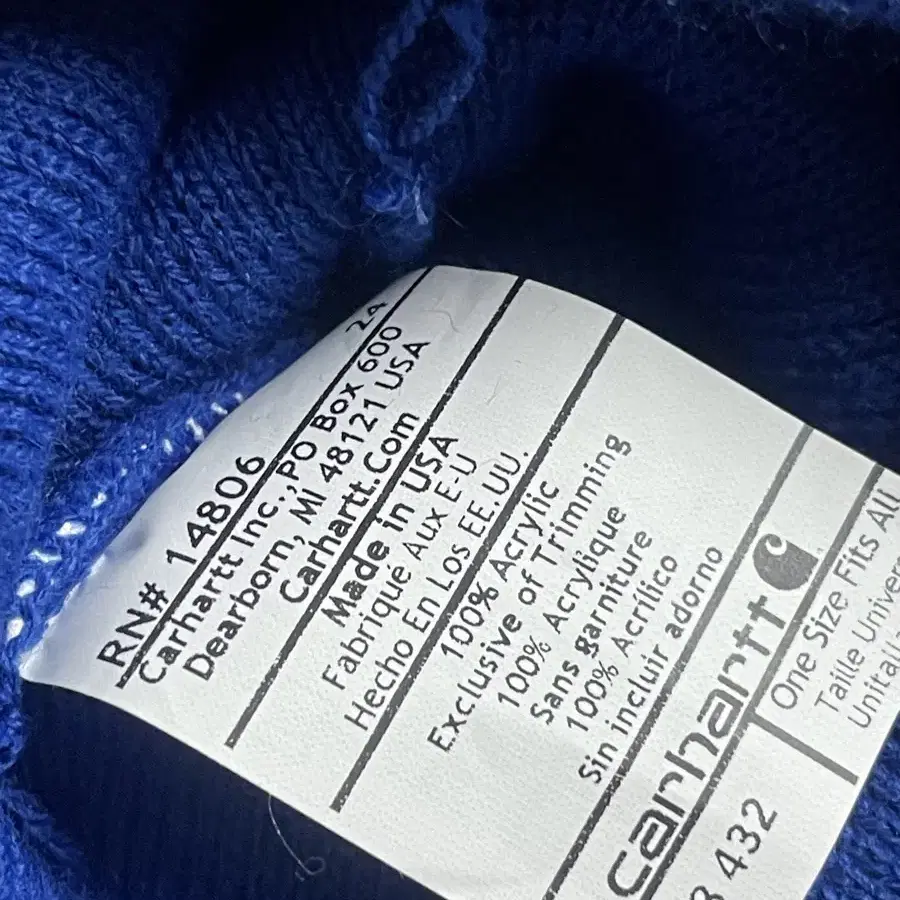 RN# 14806 24
Carhartt Inc.,PO Box 600
Dearborn, MI 48121 USA
Carhartt.Com
Made in USA
Fabriqué Aux E-U
Hecho En Los EE.UU.
100% Acrylic
Exclusive of Trimming
100% Acrylique
Sans garniture
100% Acrílico
Sin incluir adorno
carhartt
One Size Fits All
Taille
432